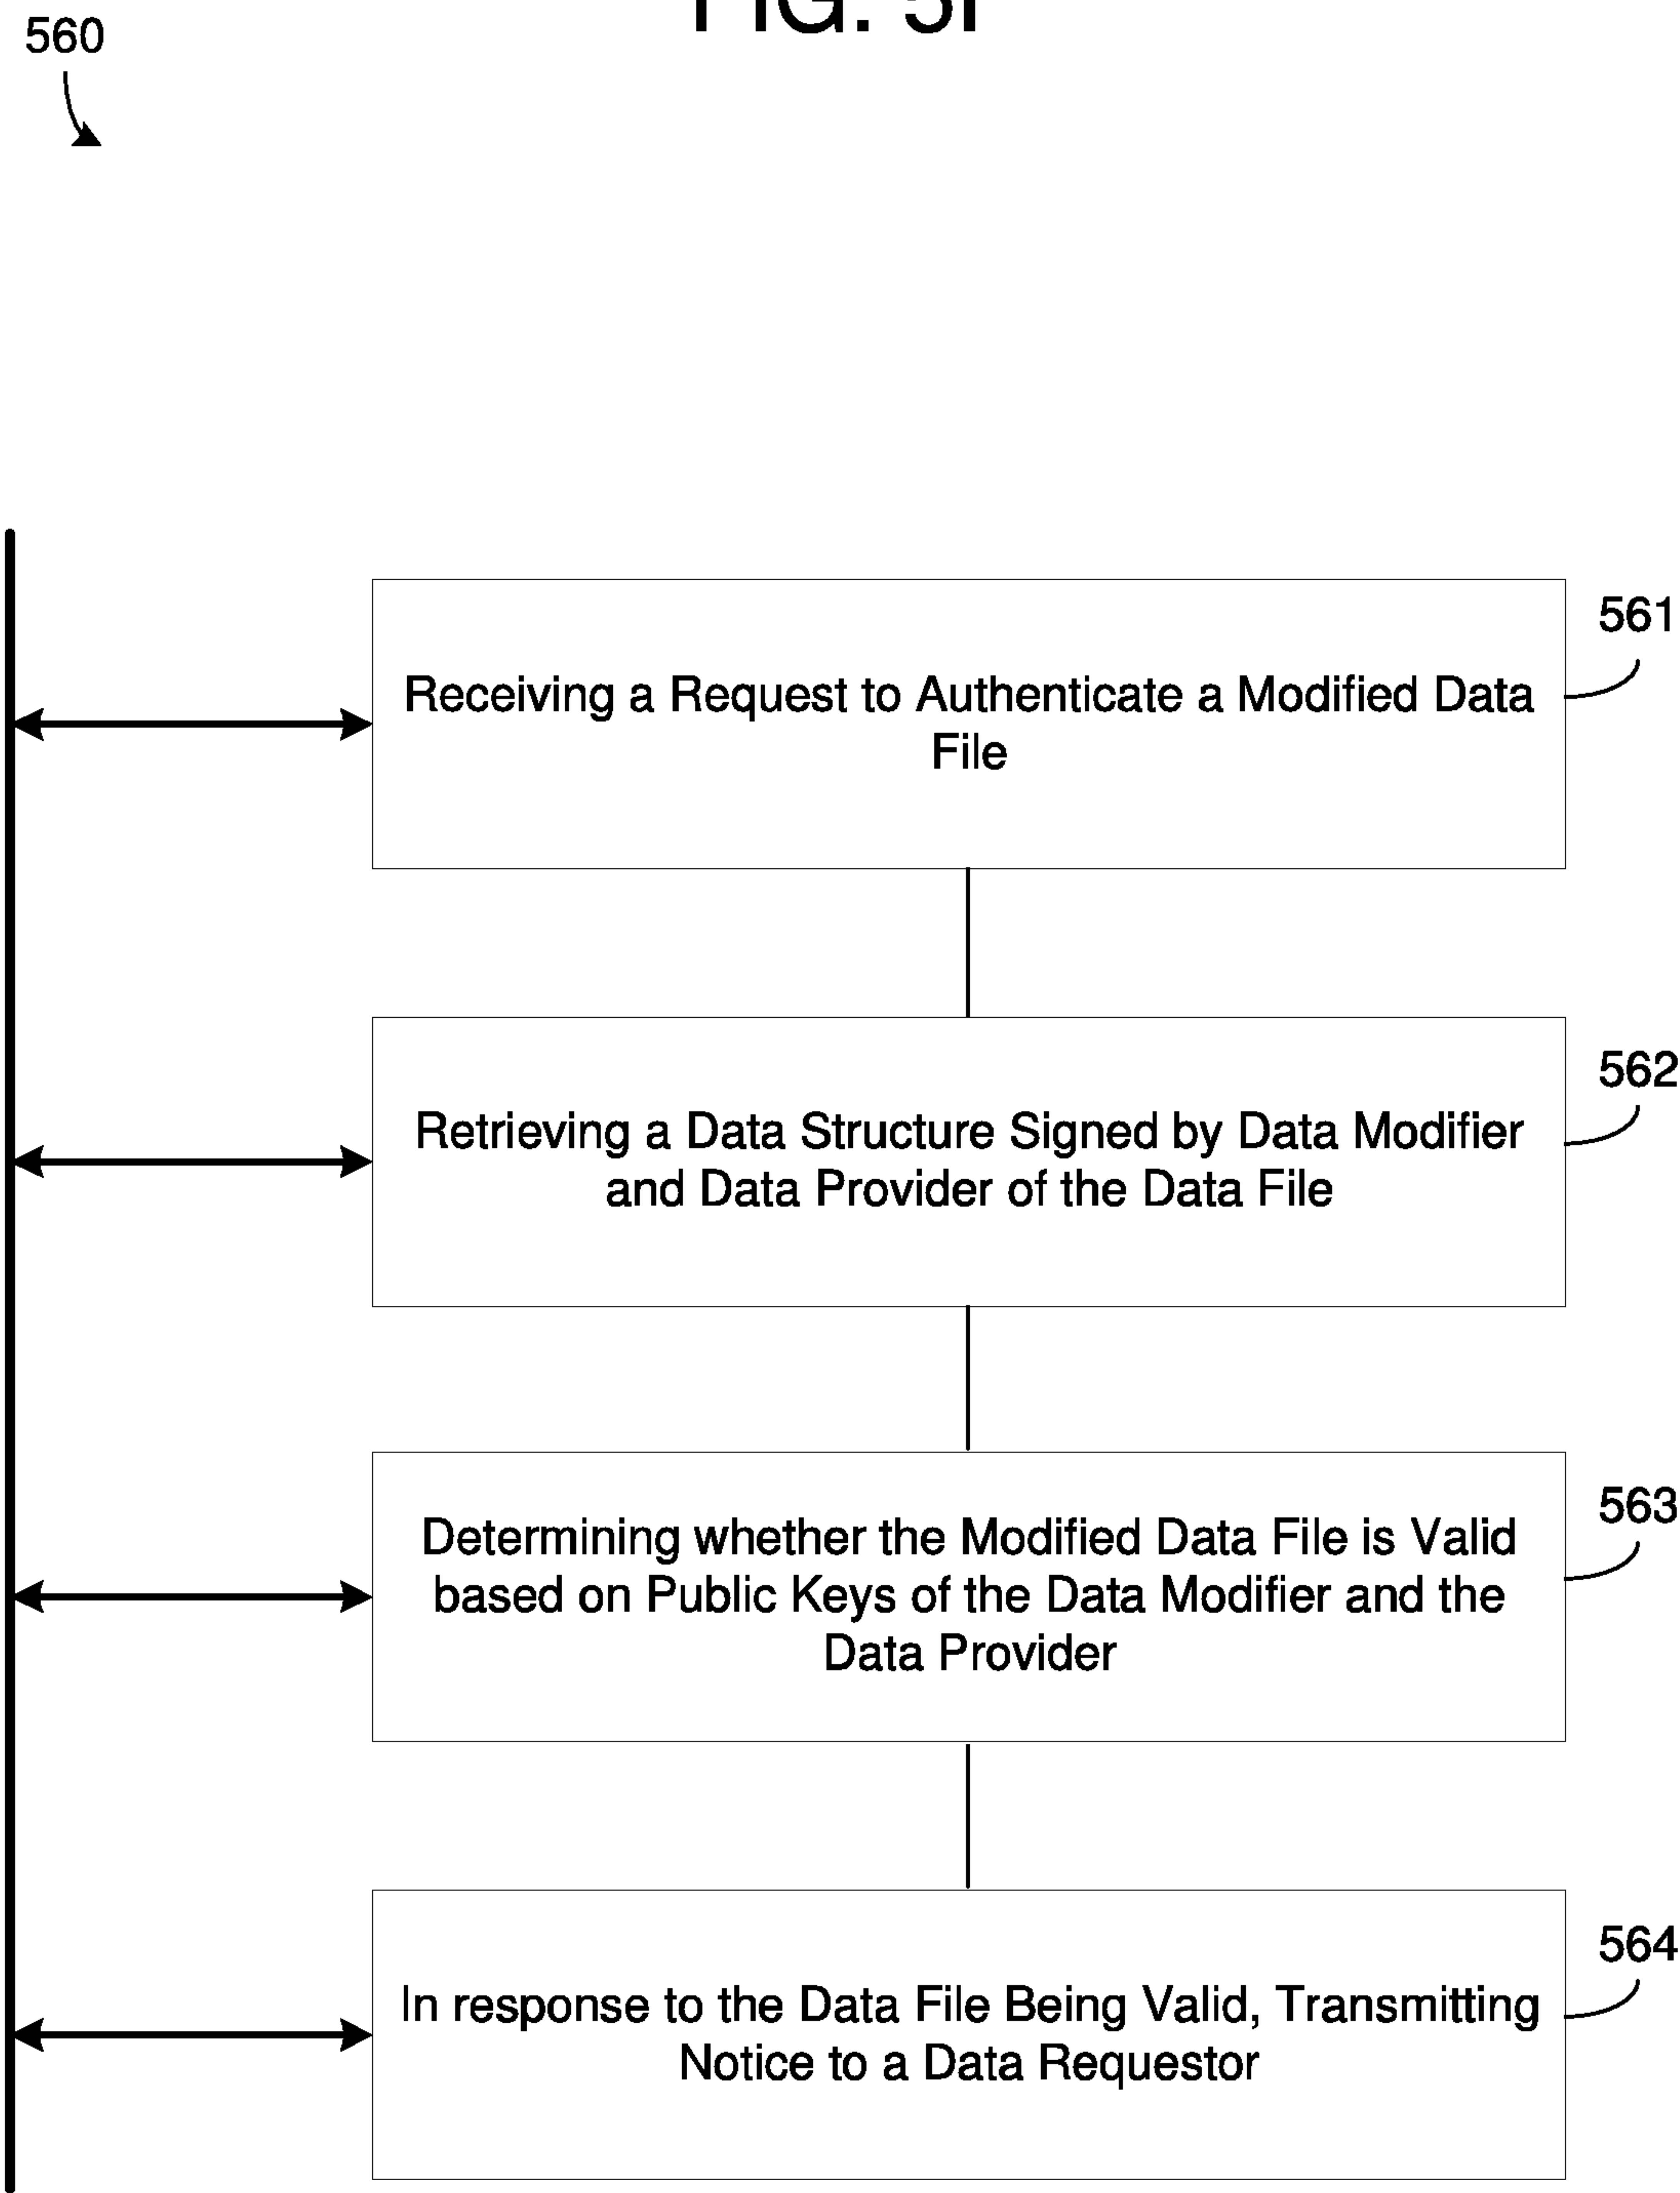 FIG.
560
561
Receiving a Request to Authenticate a Modified Data
File
562
Retrieving a Data Structure Signed by Data Modifier
and Data Provider of the Data File
563
Determining whether the Modified Data File is Valid
based on Public Keys of the Data Modifier and the
Data Provider
564
In response to the Data File Being Valid, Transmitting
Notice to a Data Requestor